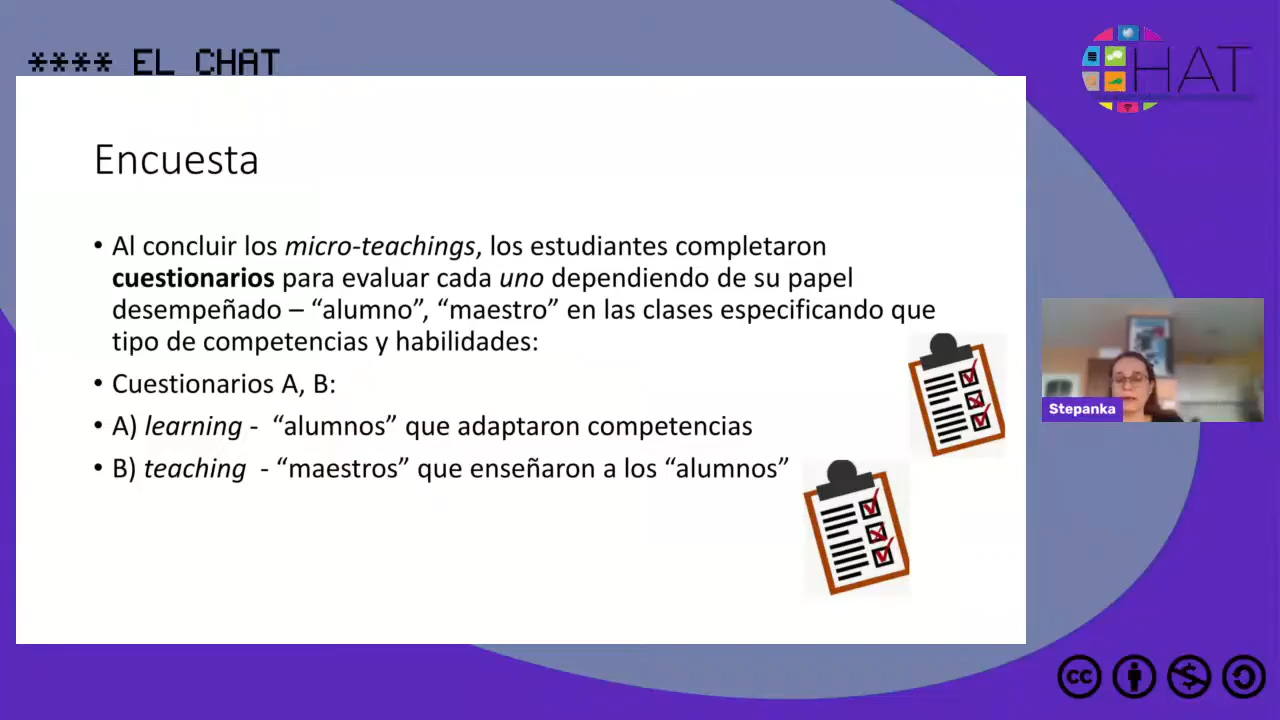 **** EL CHAT
HAT
Encuesta
• Al concluir los micro-teachings, los estudiantes completaron
cuestionarios para evaluar cada uno dependiendo de su papel
desempeñado – “alumno”, “maestro” en las clases especificando que
tipo de competencias y habilidades:
• Cuestionarios A, B:
• A) learning - “alumnos” que adaptaron competencias
• B) teaching - “maestros” que enseñaron a los “alumnos”
Stepanka
cc